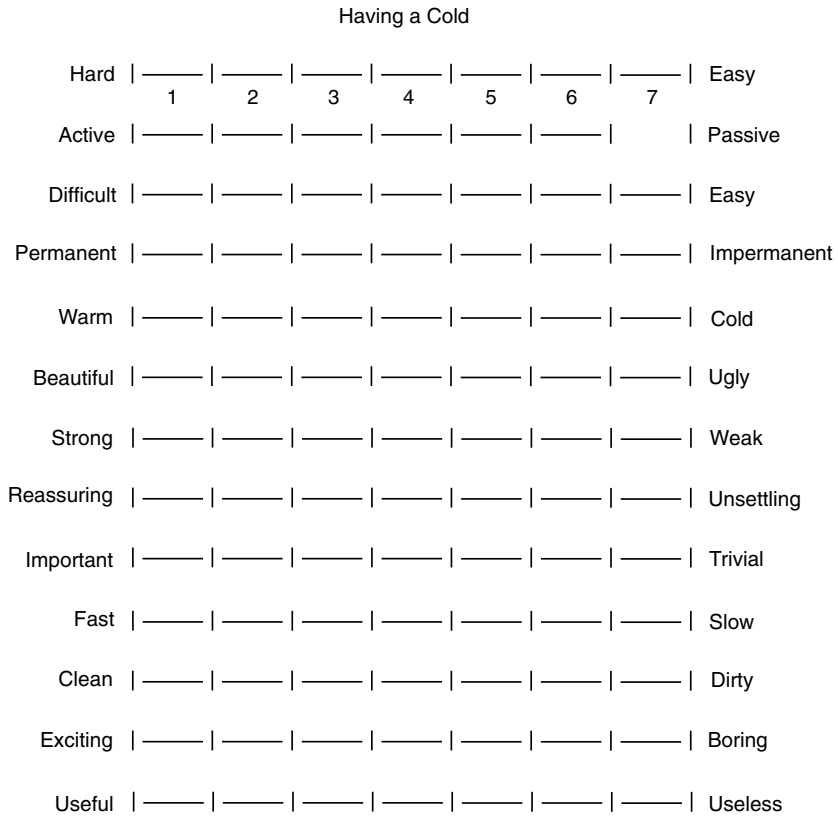 Having a Cold
Hard Easy
1 2 3 4 5 6 7
Active Passive
Difficult Easy
Permanent Impermanent
Warm Cold
Beautiful Ugly
Strong Weak
Reassuring Unsettling
Important Trivial
Fast Slow
Clean Dirty
Exciting Boring
Useful Useless